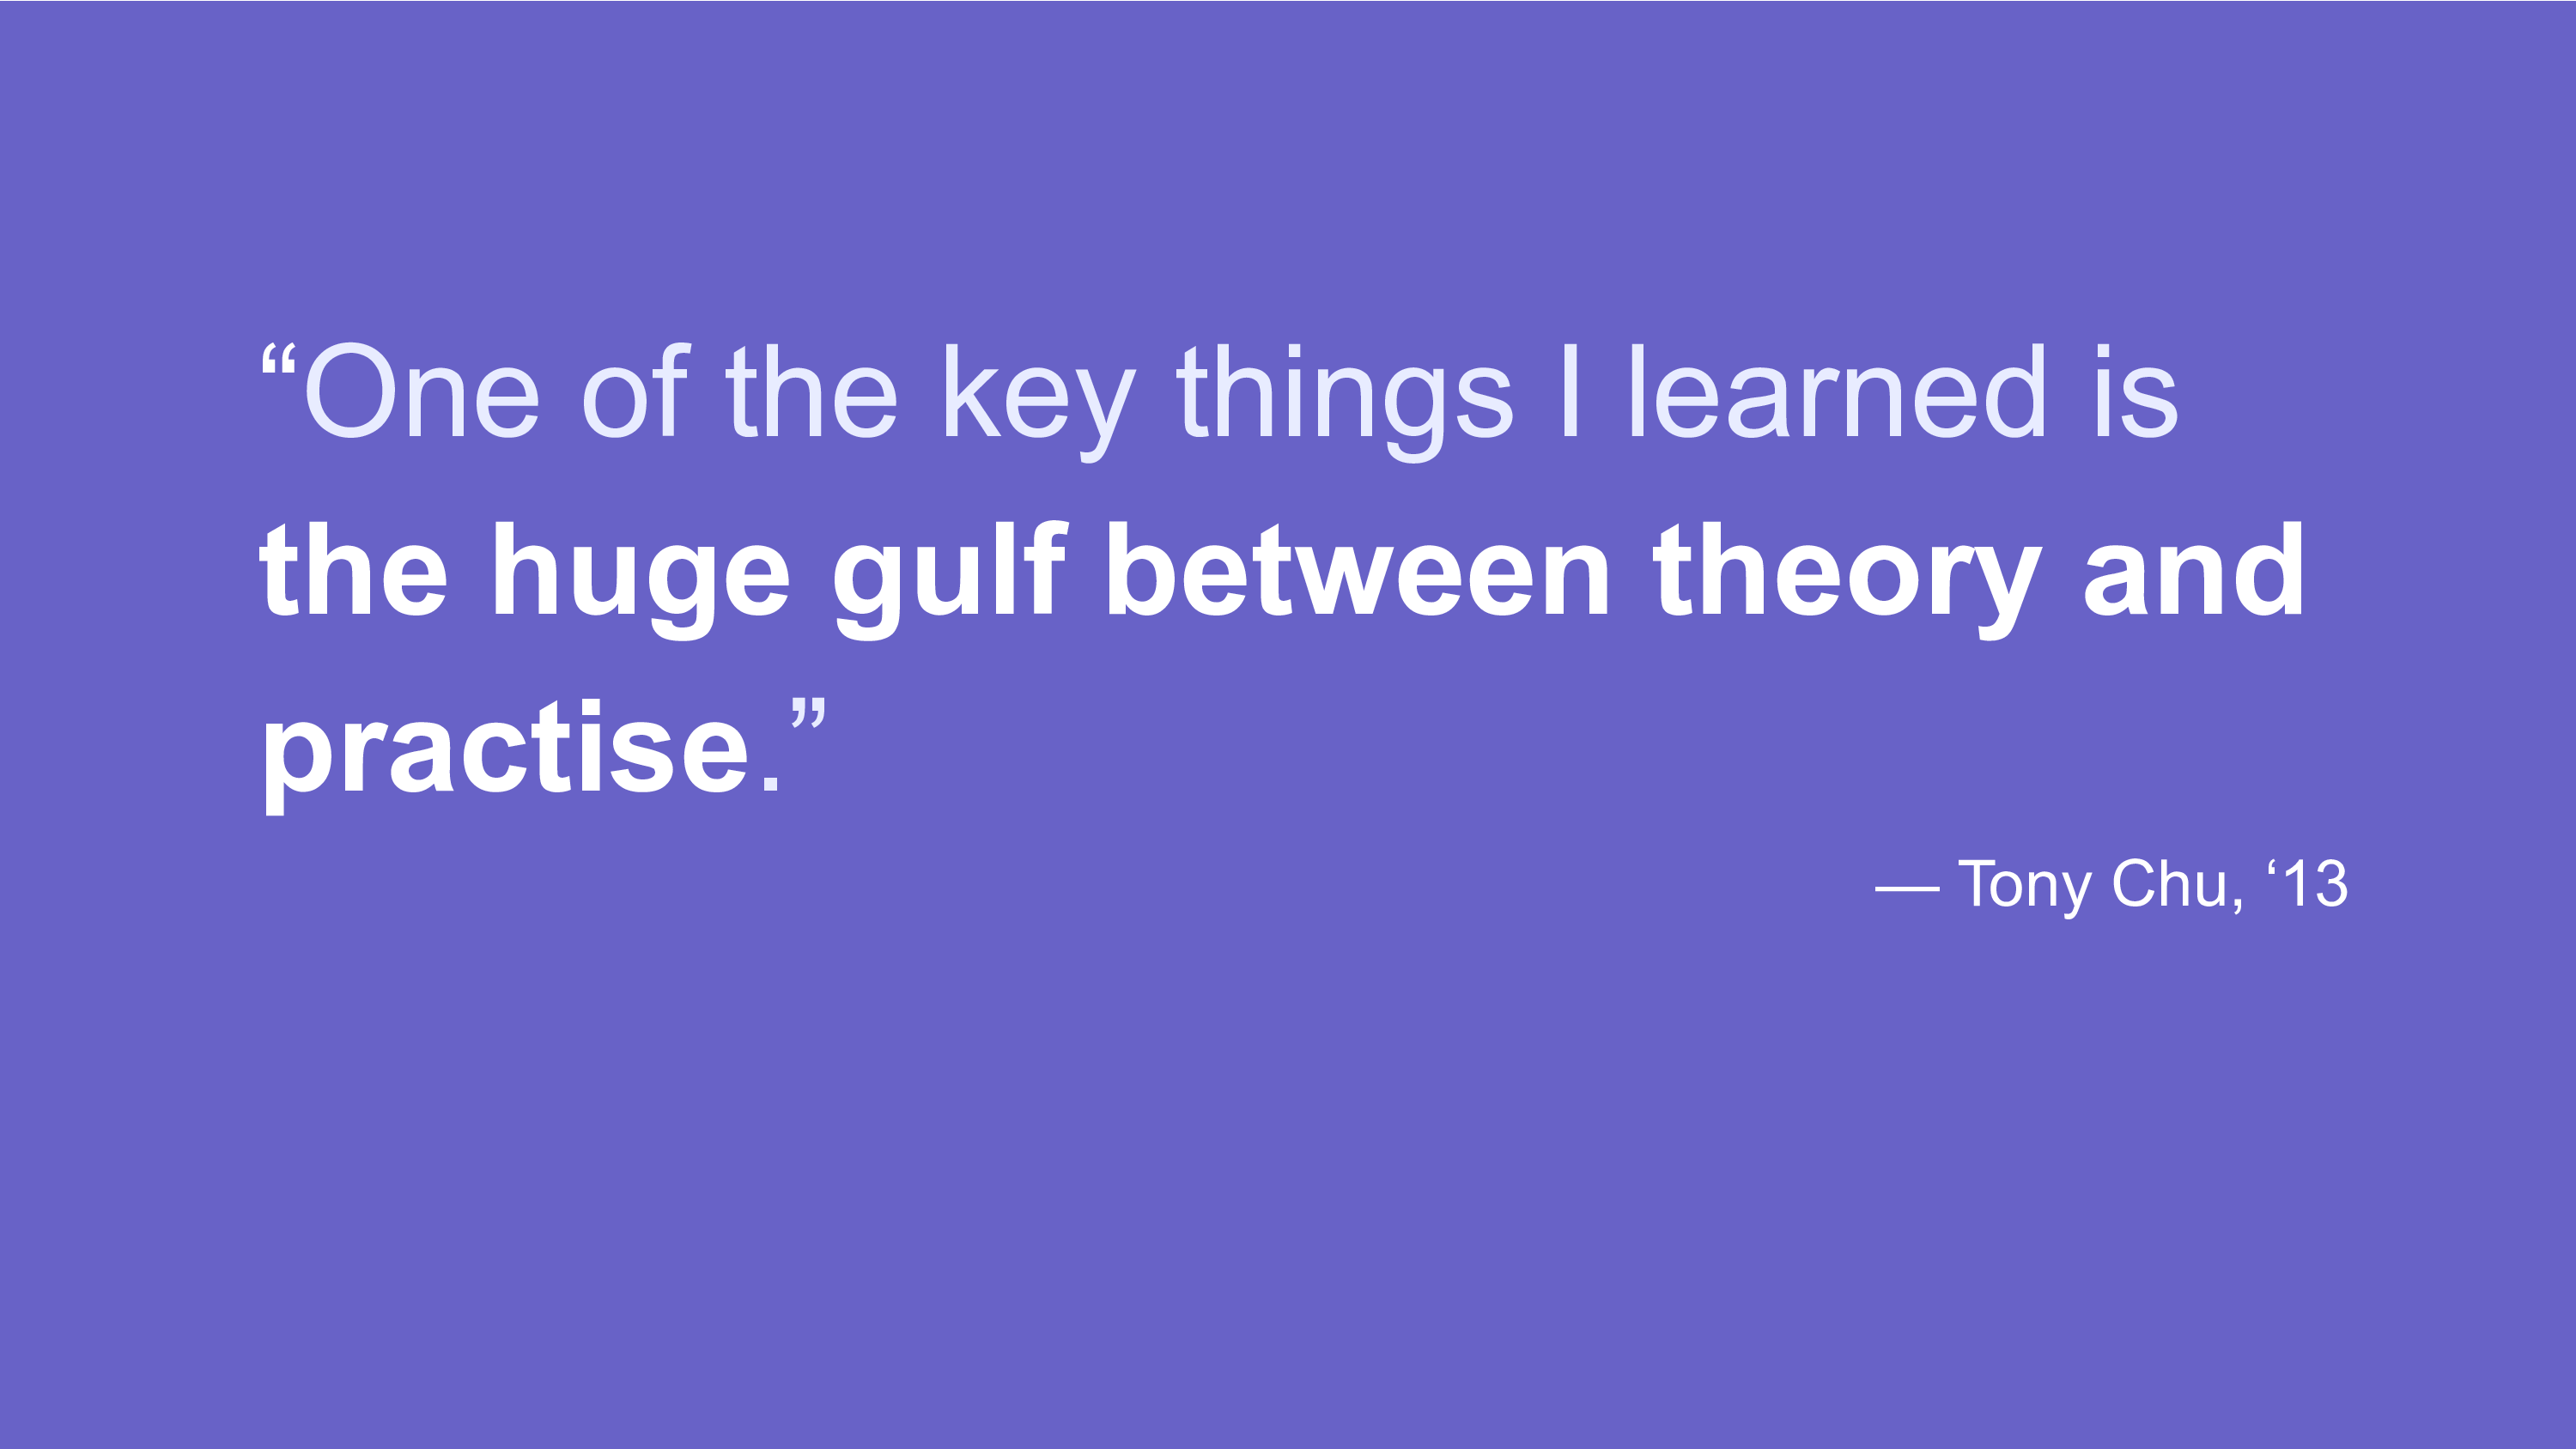 “One of the key things I learned is
the huge gulf between theory and
practise.”
— Tony Chu, ‘13